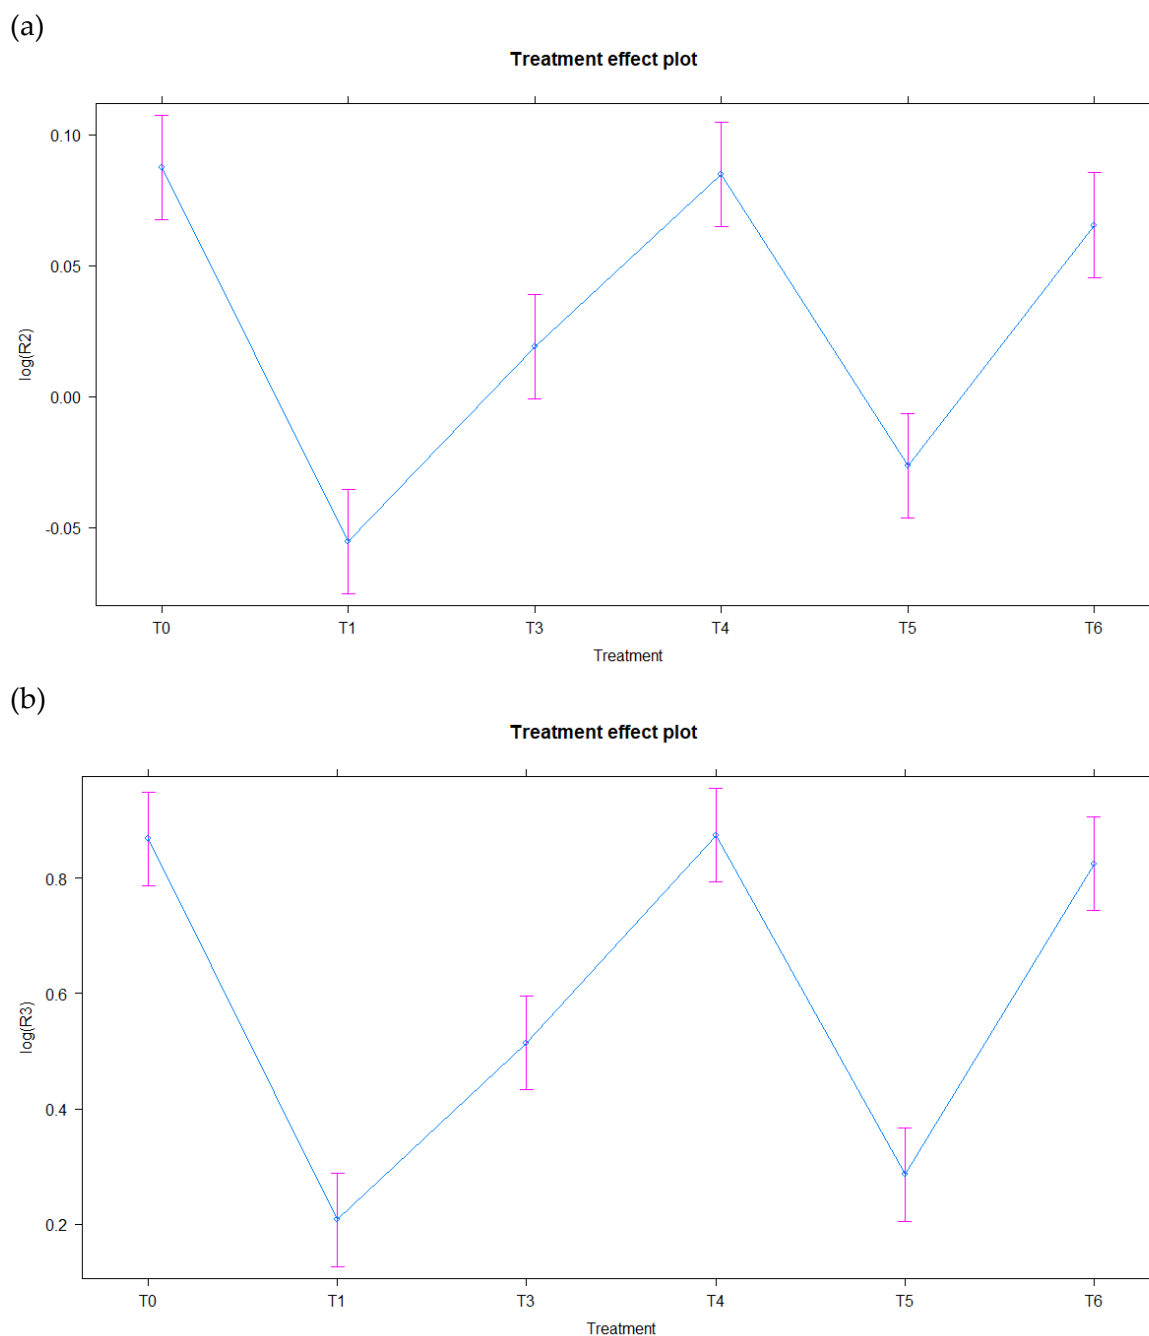 (a)
Treatment effect plot
0.10
0.05
0.00
-0.05
log(R2)
T0 T1 T3 T4 T5 T6
Treatment
(b)
Treatment effect plot
0.8
0.6
0.4
0.2
log(R3)
T0 T1 T3 T4 T5 T6
Treatment